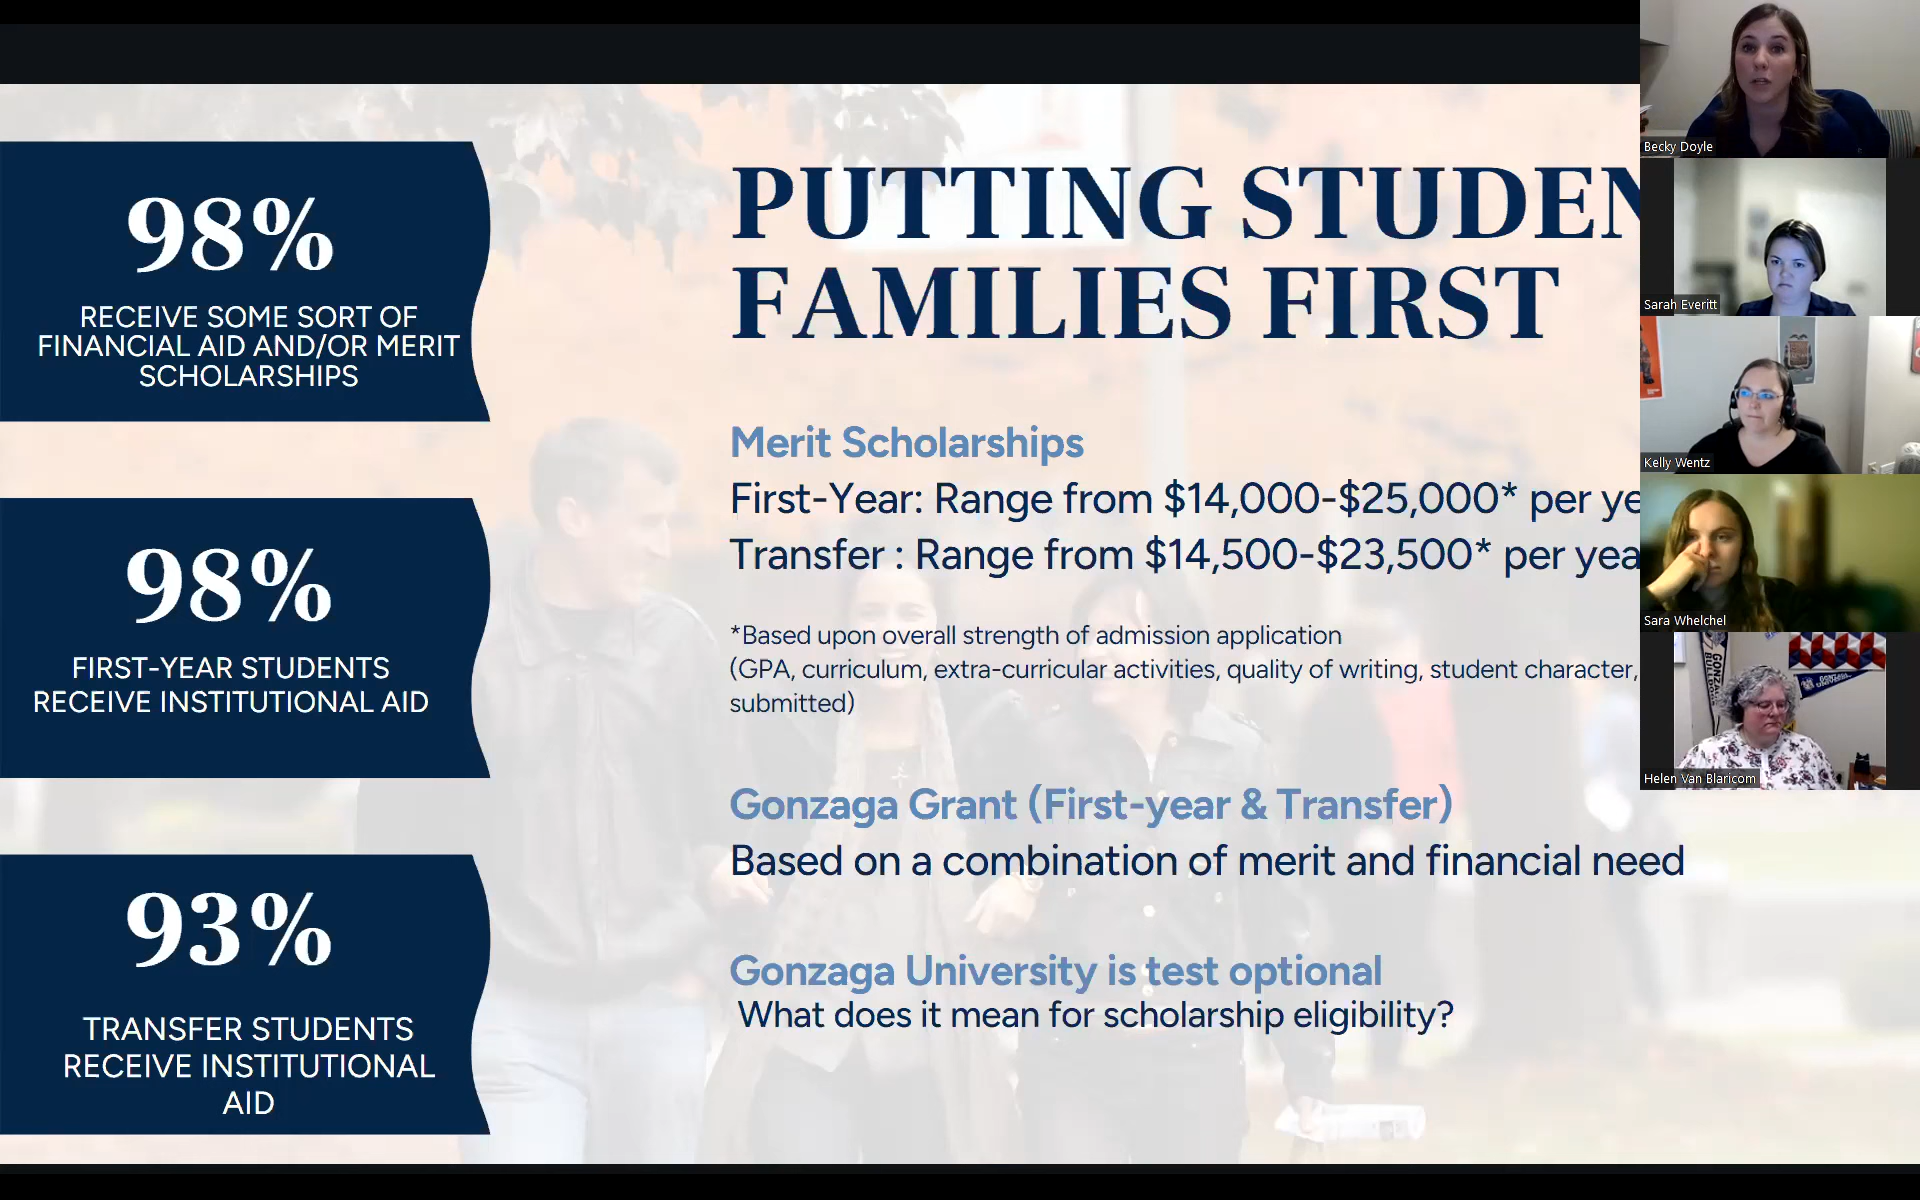 98%
RECEIVE SOME SORT OF
FINANCIAL AID AND/OR MERIT
SCHOLARSHIPS
98%
FIRST-YEAR STUDENTS
RECEIVE INSTITUTIONAL AID
93%
TRANSFER STUDENTS
RECEIVE INSTITUTIONAL
AID
PUTTING STUDEN
FAMILIES FIRST
Merit Scholarships
First-Year: Range from $14,000-$25,000* per ye
Transfer : Range from $14,500-$23,500* per yea
*Based upon overall strength of admission application
(GPA, curriculum, extra-curricular activities, quality of writing, student character,
submitted)
Gonzaga Grant (First-year & Transfer)
Based on a combination of merit and financial need
Gonzaga University is test optional
What does it mean for scholarship eligibility?
Becky Doyle
Sarah Everitt
Kelly Wentz
Sara Whelchel
GONZAGA
UNIVERSITY
Helen Van Blaricom